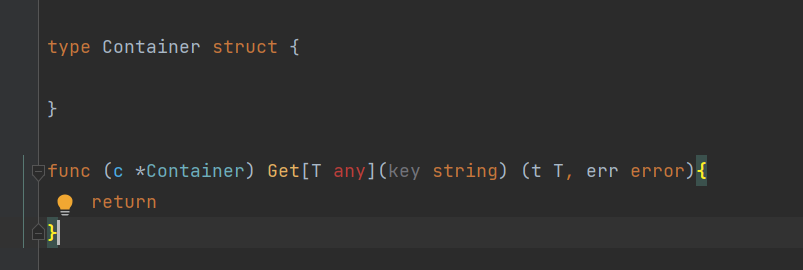 type Container struct {
}
func (c *Container) Get[T any](key string) (t T, err error){
return
}